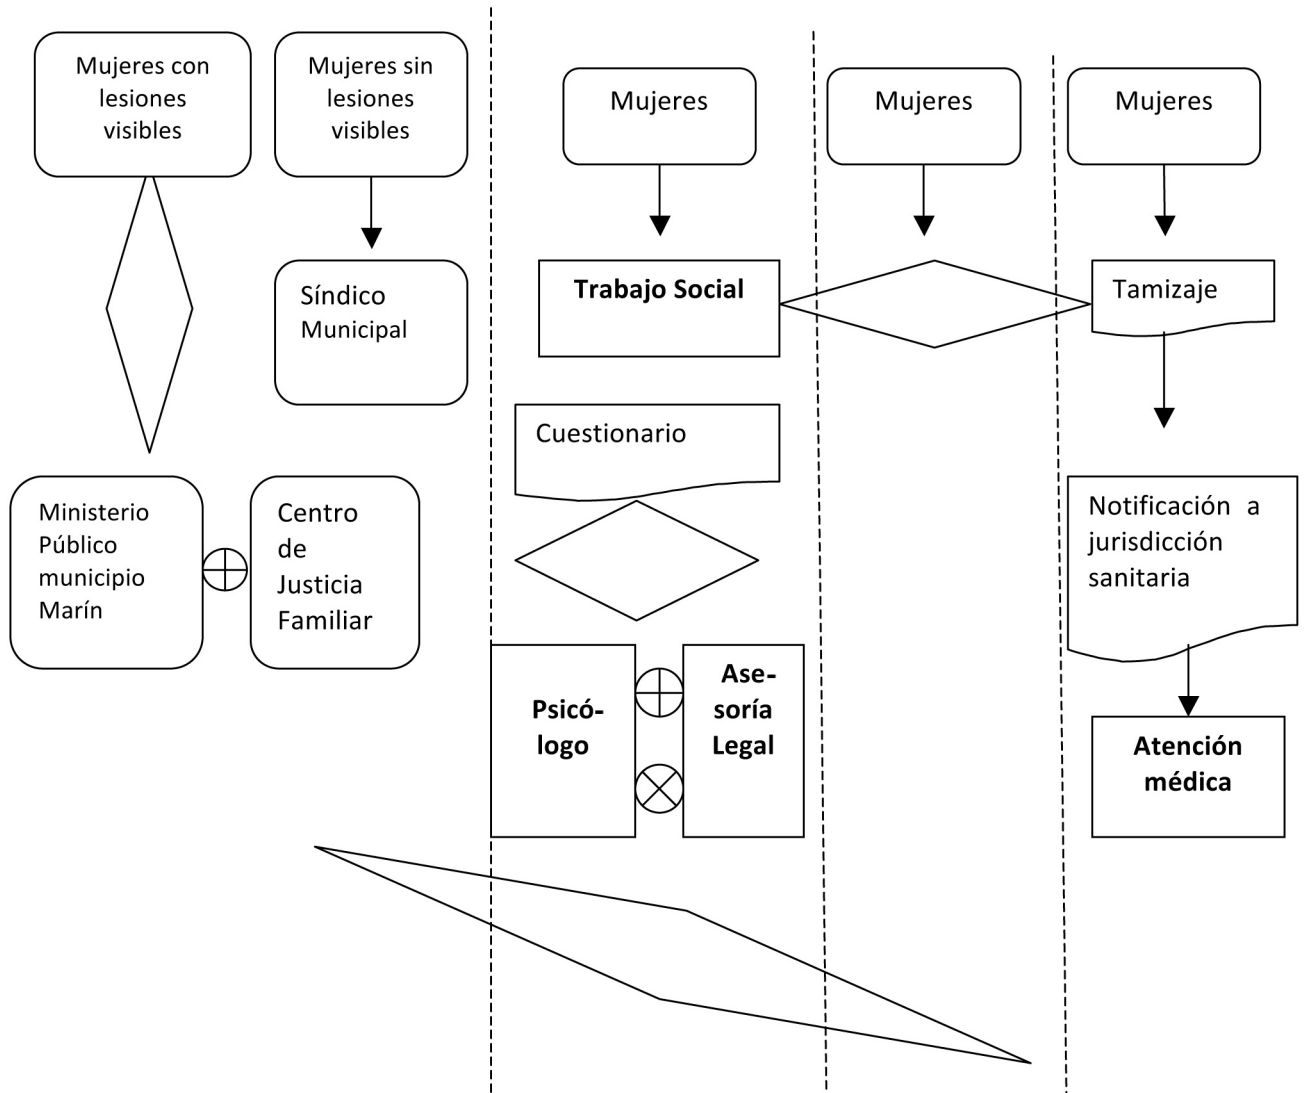 Mujeres con
lesiones
visibles
Mujeres sin
lesiones
visibles
Mujeres
Mujeres
Mujeres
Síndico
Municipal
Trabajo Social
Tamizaje
Cuestionario
Ministerio
Público
municipio
Marín
Centro
de
Justicia
Familiar
Notificación a
jurisdicción
sanitaria
Psicó-
logo
Ase-
soría
Legal
Atención
médica